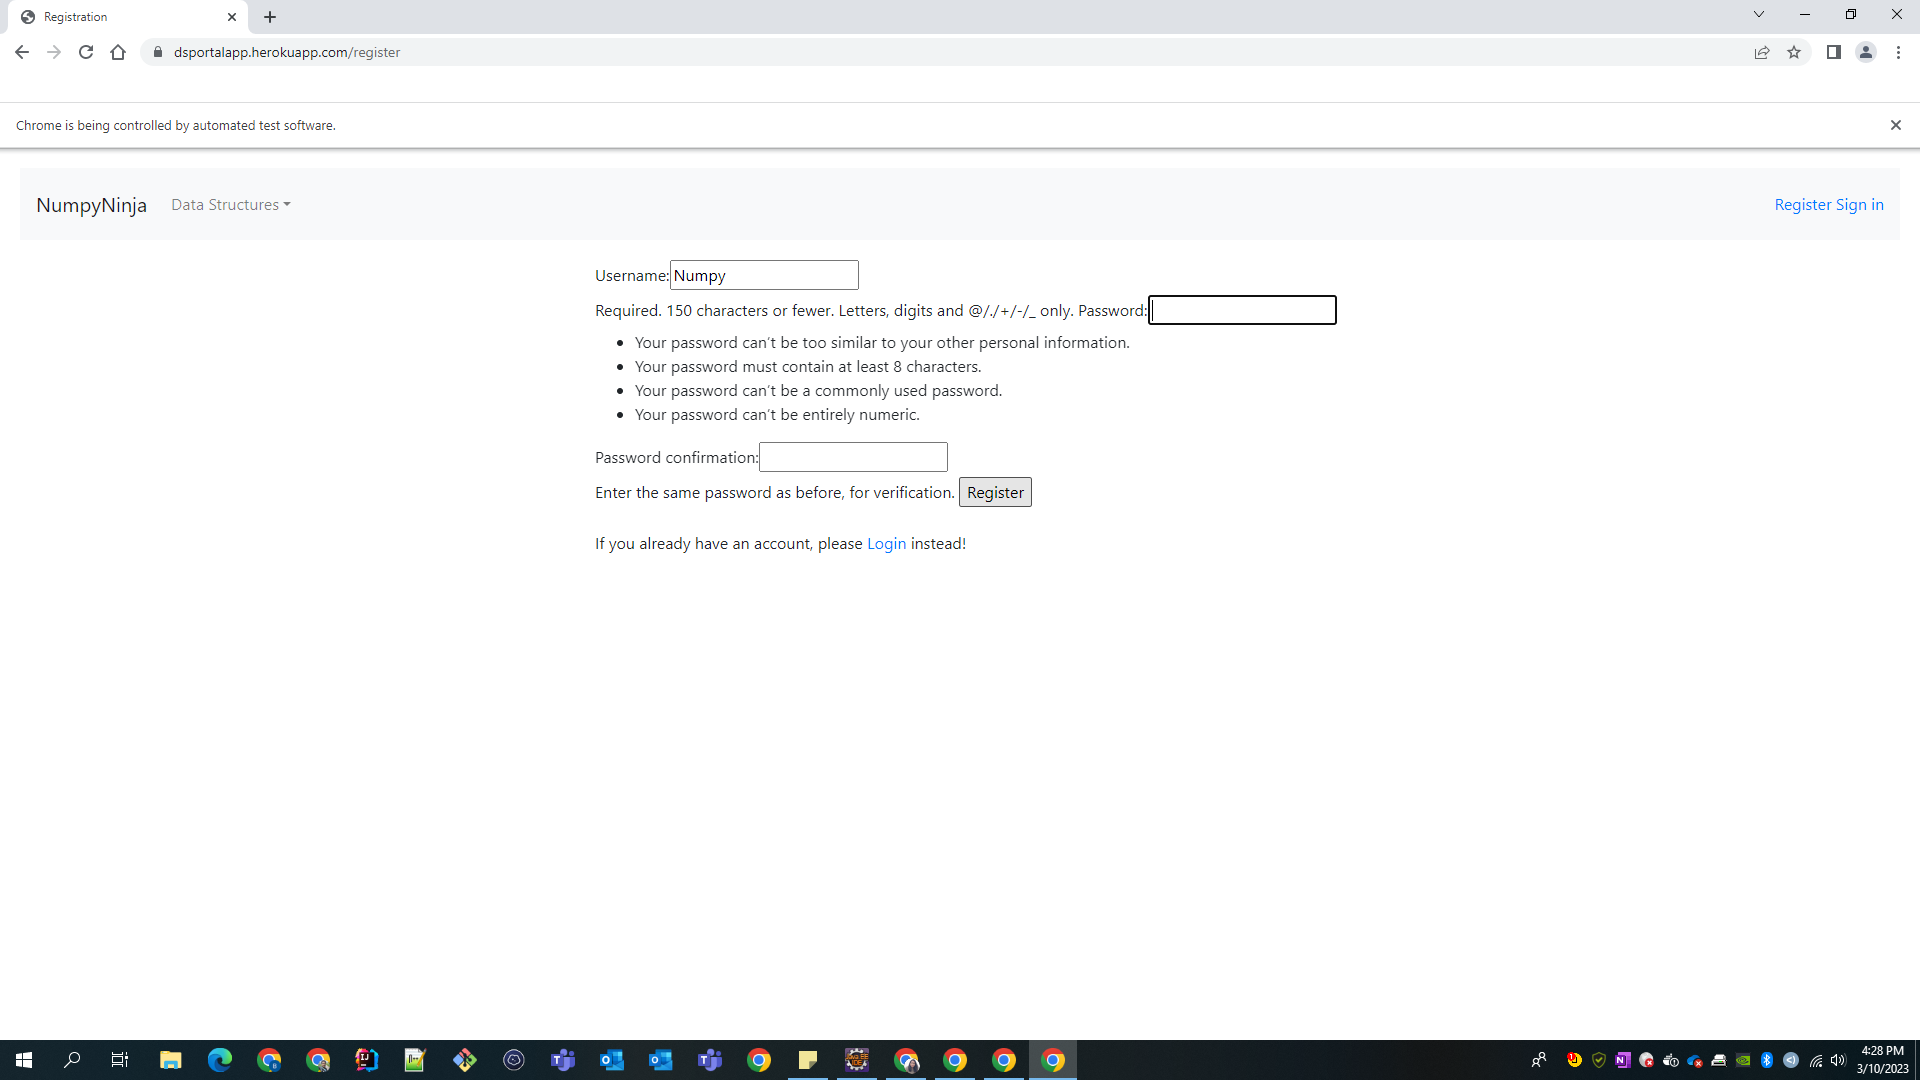 Registration
dsportalapp.herokuapp.com/register
Chrome is being controlled by automated test software.
NumpyNinja Data Structures Register Sign in
Username: Numpy
Required. 150 characters or fewer. Letters, digits and @/./+/-/_ only. Password:
• Your password can't be too similar to your other personal information.
• Your password must contain at least 8 characters.
• Your password can't be a commonly used password.
• Your password can't be entirely numeric.
Password confirmation:
Enter the same password as before, for verification. Register
If you already have an account, please Login instead!
4:28 PM
3/10/2023